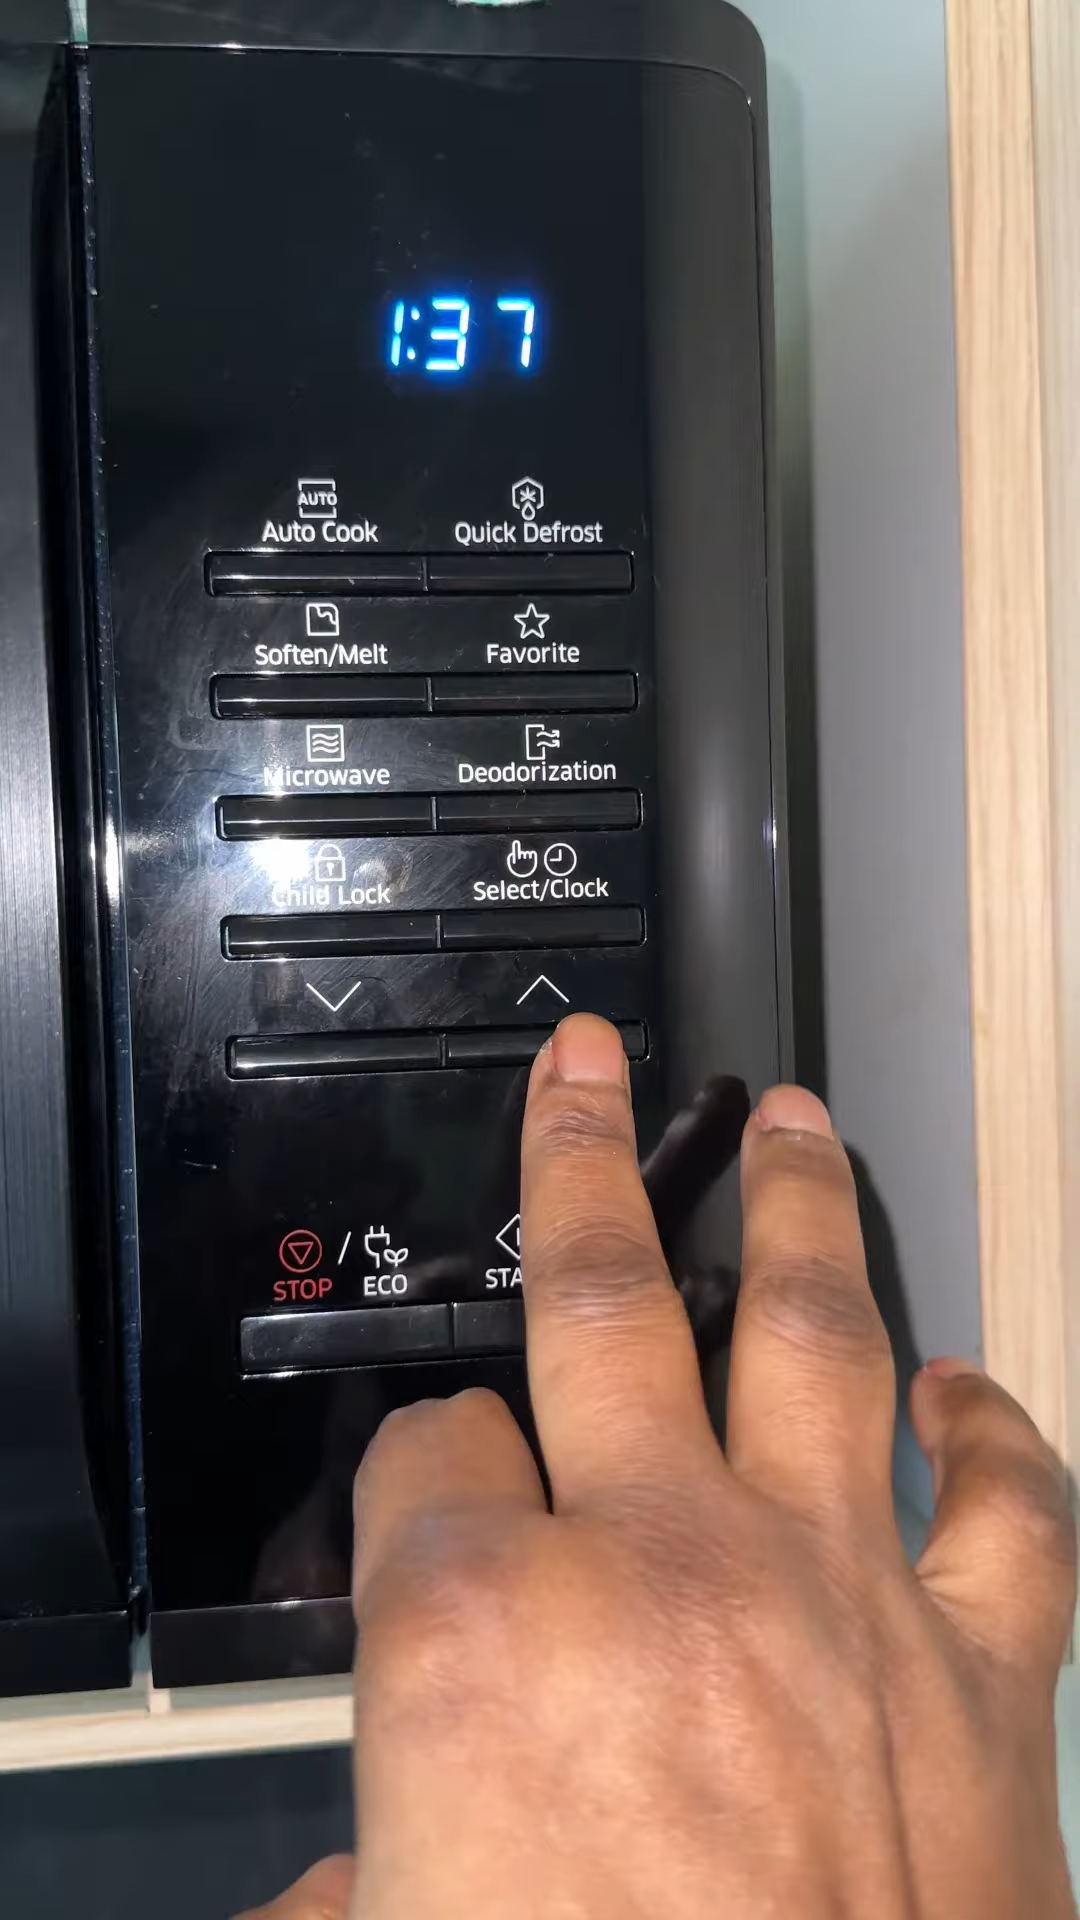 1:37
AUTO
Auto Cook
Quick Defrost
Soften/Melt
Favorite
Microwave
Deodorization
Child Lock
Select/Clock
STOP / ECO